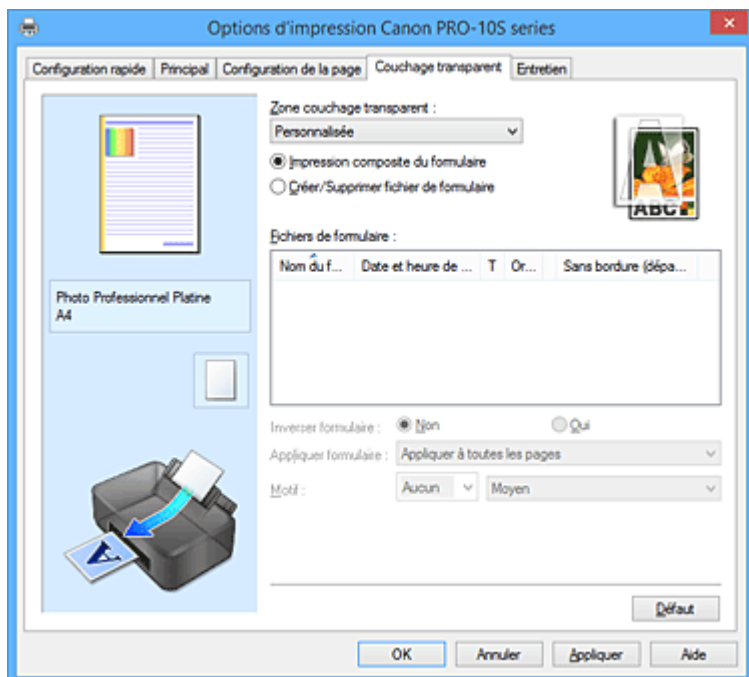 Options d'impression Canon PRO-10S series
Configuration rapide Principal Configuration de la page Couchage transparent Entretien
Zone couchage transparent :
Personnalisée
Impression composite du formulaire
Créer/Supprimer fichier de formulaire
ABC
Fichiers de formulaire :
Nom du f... Date et heure de ... T Or... Sans bordure (dépa...
Photo Professionnel Platine
A4
Inverser formulaire : Non Oui
Appliquer formulaire : Appliquer à toutes les pages
Motif : Aucun Moyen
A
Défaut
OK Annuler Appliquer Aide